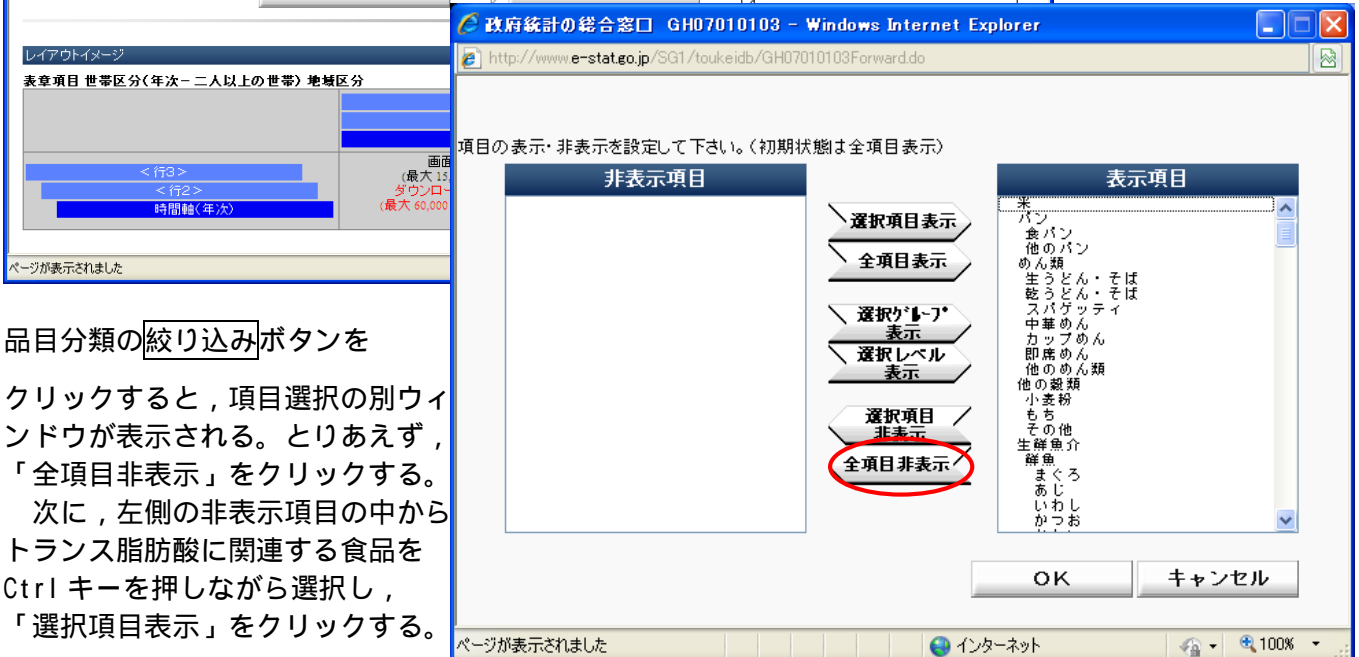 レイアウトイメージ
表章項目 世帯区分(年次-二人以上の世帯) 地域区分
<行3>
<行2>
時間軸(年次)
(最大 15,
ダウンロー
(最大 60,000
ページが表示されました
品目分類の絞り込みボタンを
クリックすると,項目選択の別ウィ
ンドウが表示される。とりあえず,
「全項目非表示」をクリックする。
次に,左側の非表示項目の中から
トランス脂肪酸に関連する食品を
Ctrlキーを押しながら選択し,
「選択項目表示」をクリックする。
政府統計の総合窓口 GH07010103 - Windows Internet Explorer
http://www.e-stat.go.jp/SG1/toukeidb/GH07010103Forward.do
項目の表示・非表示を設定して下さい。(初期状態は全項目表示)
非表示項目
選択項目表示
全項目表示
選択グループ
表示
選択レベル
表示
選択項目
非表示
全項目非表示
表示項目
米
パン
食パン
他のパン
めん類
生うどん・そば
乾うどん・そば
スパゲッティ
中華めん
カップめん
即席めん
他のめん類
他の穀類
小麦粉
もち
その他
生鮮魚介
鮮魚
まぐろ
あじ
いわし
かつお
OK
キャンセル
ページが表示されました
インターネット
100%